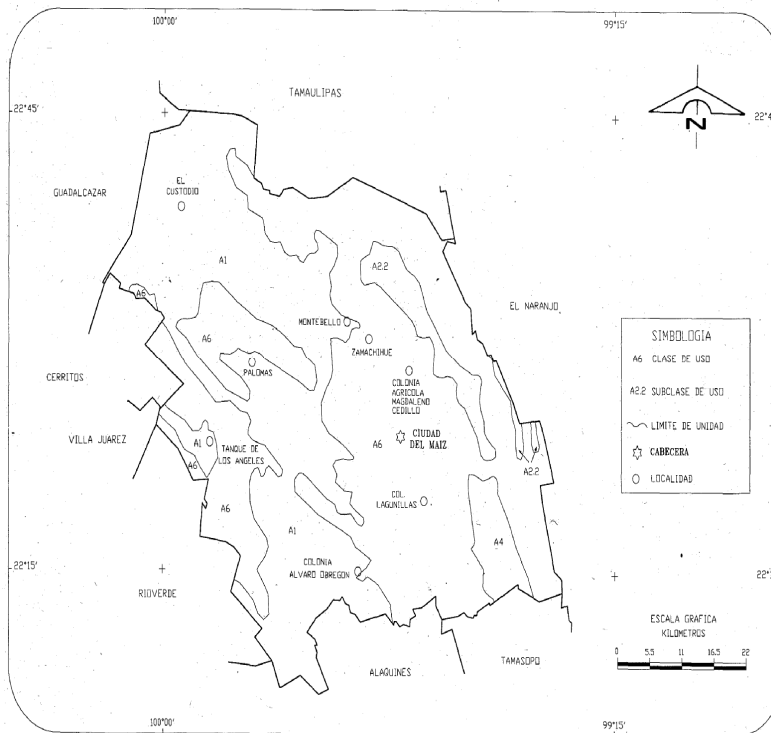 100°00'
99°15'
TAMAULIPAS
22°45'
22°4
N
EL
CUSTODIO
GUADALCAZAR
A1
A2.2
A6
EL NARANJO
MONTEBELLO
A6
ZAMACHIHUE
PALOMAS
COLONIA
AGRICOLA
MAGDALENO
CEDILLO
CERRITOS
SIMBOLOGIA
A6 CLASE DE USO
A2.2 SUBCLASE DE USO
LIMITE DE UNIDAD
CABECERA
LOCALIDAD
VILLA JUAREZ
A1
TANQUE DE
LOS ANGELES
A6
A6
CIUDAD
DEL MAIZ
A2.2
A6
COL.
LAGUNILLAS
A1
A4
22°15'
COLONIA
ALVARO OBREGON
RIOVERDE
ESCALA GRAFICA
KILOMETROS
0 5.5 11 16.5 22
ALAQUINES
TAMASOPO
100°00'
99°15'